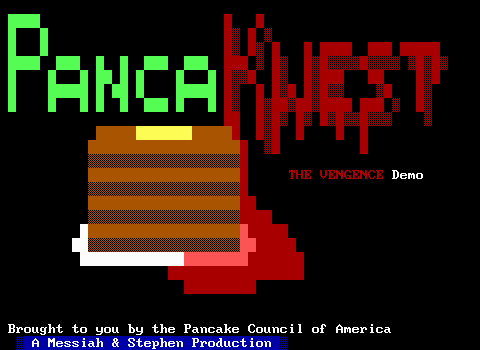 PANCAKWEST
THE VENGENCE Demo
Brought to you by the Pancake Council of America
A Messiah & Stephen Production